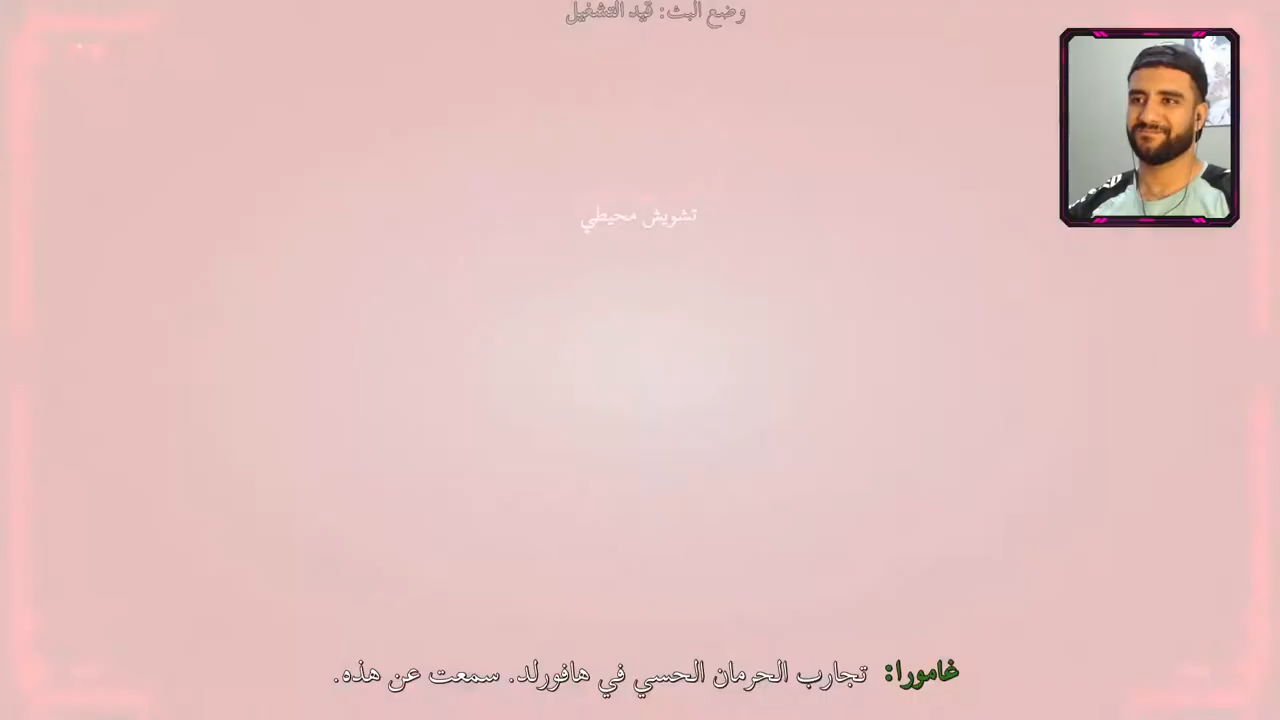 وضع البث: قيد التشغيل
تشويش محيطي
غامورا: تجارب الحرمان الحسي في هافورلد. سمعت عن هذه.